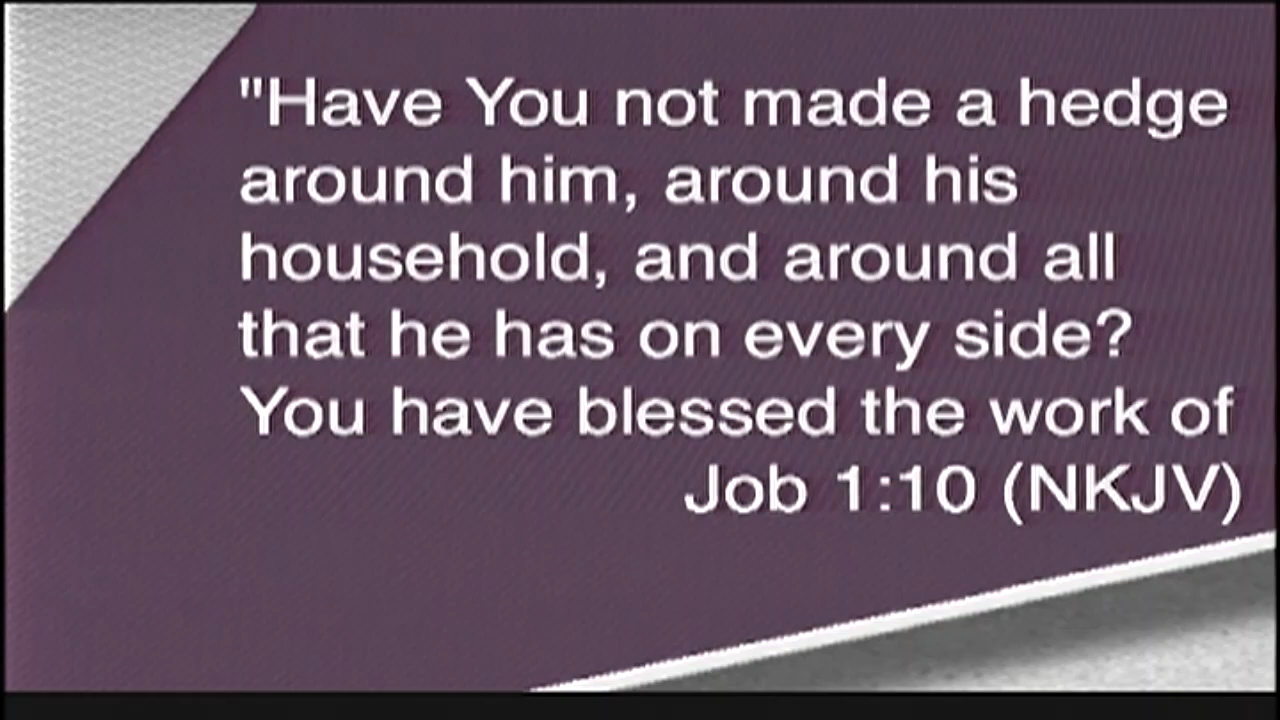 "Have You not made a hedge
around him, around his
household, and around all
that he has on every side?
You have blessed the work of
Job 1:10 (NKJV)